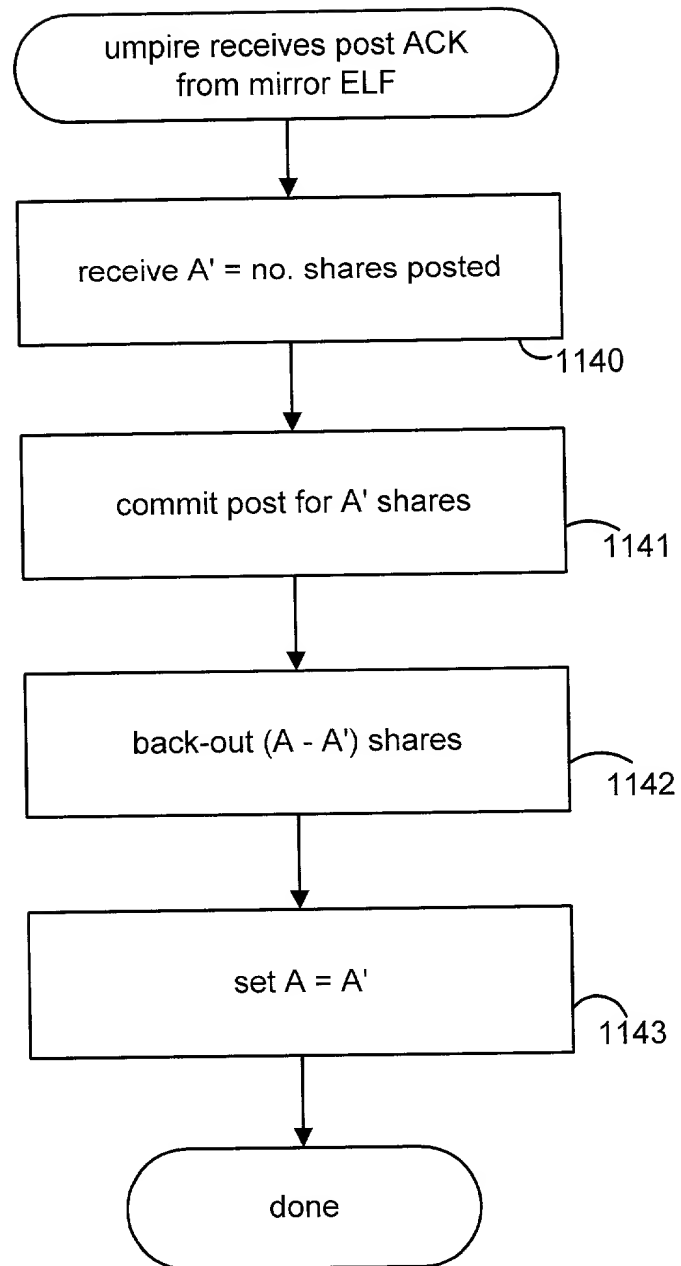 umpire receives post ACK
from mirror ELF
receive A' = no. shares posted
1140
commit post for A' shares
1141
back-out (A - A') shares
1142
set A = A'
1143
done